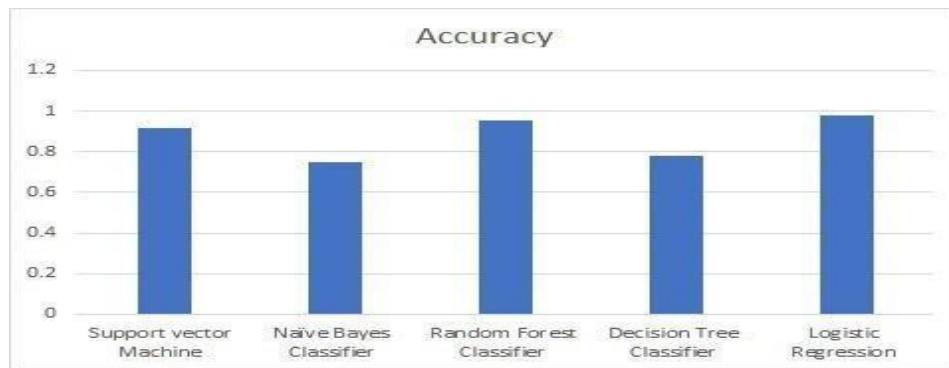 Accuracy
1.2
1
0.8
0.6
0.4
0.2
0
Support vector Machine
Naïve Bayes Classifier
Random Forest Classifier
Decision Tree Classifier
Logistic Regression